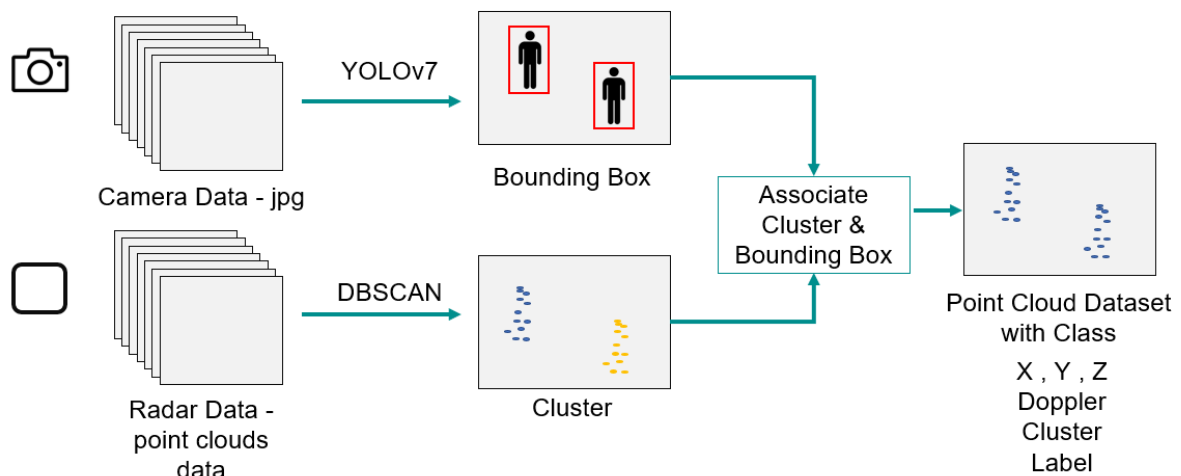 YOLOv7
Camera Data - jpg
Bounding Box
Associate
Cluster &
Bounding Box
DBSCAN
Radar Data -
point clouds
data
Cluster
Point Cloud Dataset
with Class
X , Y , Z
Doppler
Cluster
Label